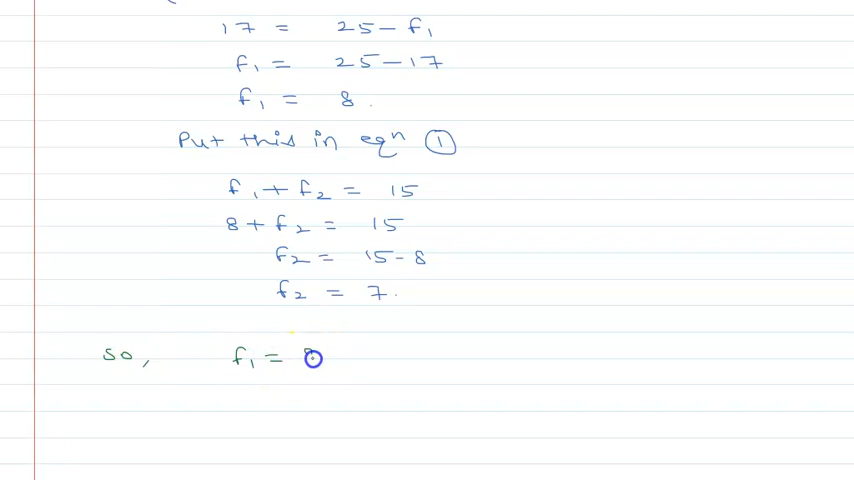 17 = 25 - f₁
f₁ = 25 - 17
f₁ = 8.
Put this in eqⁿ ①
f₁ + f₂ = 15
8 + f₂ = 15
f₂ = 15 - 8
f₂ = 7.
so, f₁ =